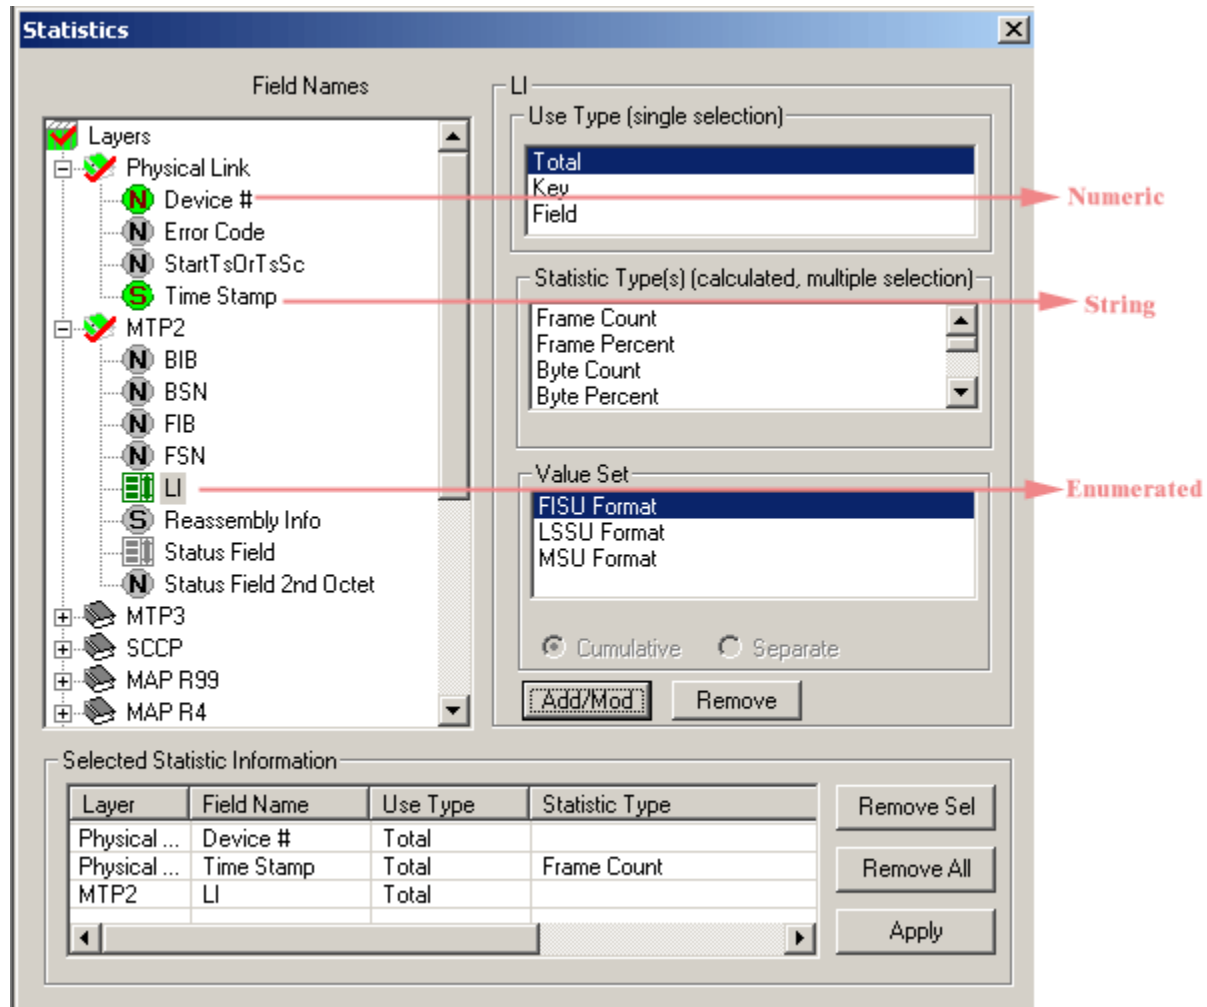 Statistics
Field Names
Layers
Physical Link
N Device #
N Error Code
N StartTsOrTsSc
S Time Stamp
MTP2
N BIB
N BSN
N FIB
N FSN
LI
S Reassembly Info
Status Field
N Status Field 2nd Octet
MTP3
SCCP
MAP R99
MAP R4
LI
Use Type (single selection)
Total
Key
Field
Statistic Type(s) (calculated, multiple selection)
Frame Count
Frame Percent
Byte Count
Byte Percent
Value Set
FISU Format
LSSU Format
MSU Format
Cumulative Separate
Add/Mod Remove
Numeric
String
Enumerated
Selected Statistic Information
Layer Field Name Use Type Statistic Type
Physical ... Device # Total
Physical ... Time Stamp Total Frame Count
MTP2 LI Total
Remove Sel
Remove All
Apply